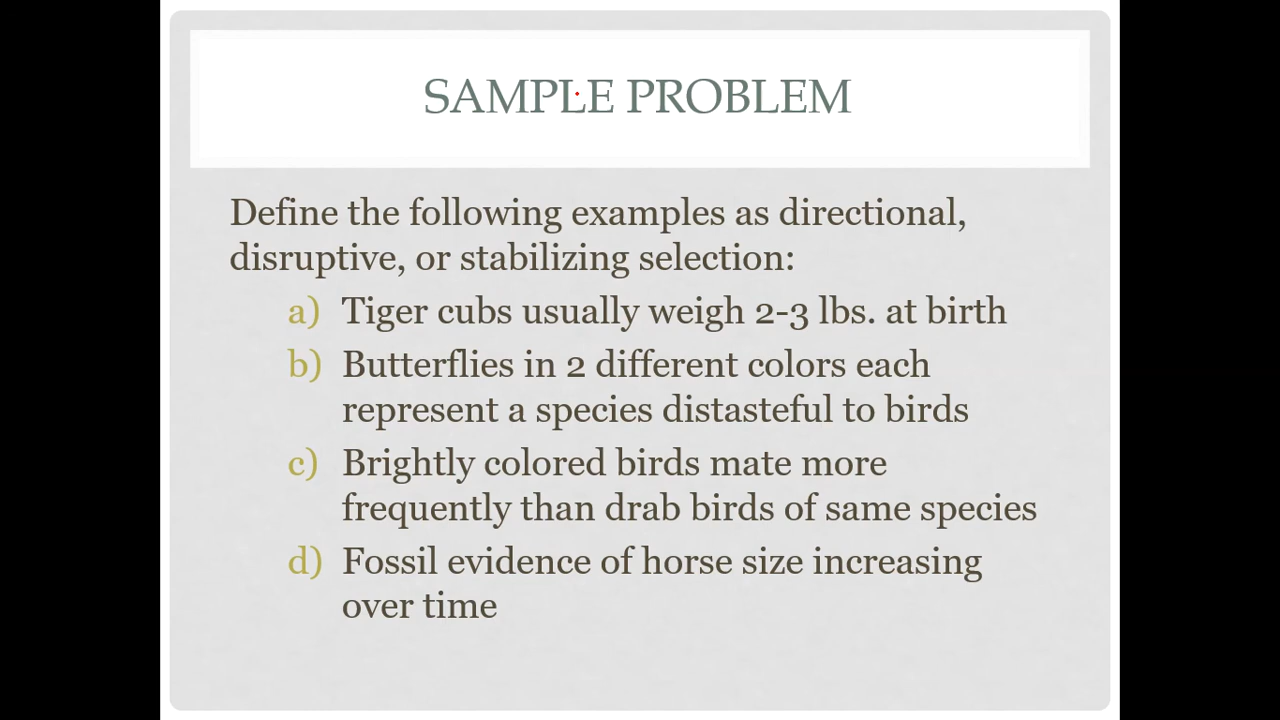 SAMPLE PROBLEM
Define the following examples as directional,
disruptive, or stabilizing selection:
a) Tiger cubs usually weigh 2-3 lbs. at birth
b) Butterflies in 2 different colors each
represent a species distasteful to birds
c) Brightly colored birds mate more
frequently than drab birds of same species
d) Fossil evidence of horse size increasing
over time